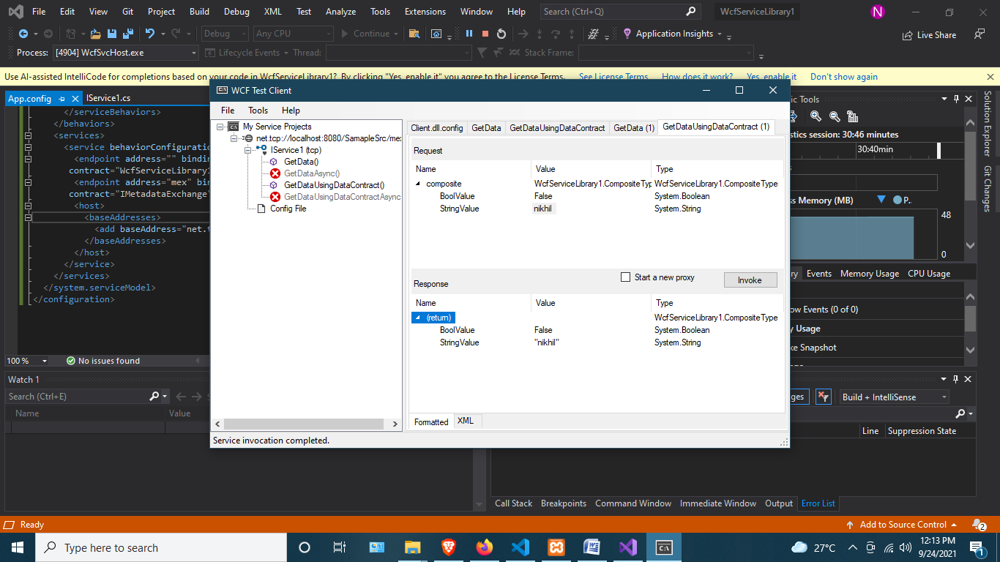 File Edit View Git Project Build Debug XML Test Analyze Tools Extensions Window Help Search (Ctrl+Q) WcfServiceLibrary1 N
Debug Any CPU Continue Application Insights Live Share
Process: [4904] WcfSvcHost.exe Lifecycle Events Thread: Stack Frame:
Use AI-assisted IntelliCode for completions based on your code in WcfServiceLibrary1? By clicking "Yes, enable it" you agree to the License Terms. See License Terms How does it work? Yes, enable it Don't show again
App.config IService1.cs
</serviceBehaviors>
</behaviors>
<services>
<service behaviorConfiguratio
<endpoint address="" bindin
contract="WcfServiceLibrary1
<endpoint address="mex" bin
contract="IMetadataExchange"
<host>
<baseAddresses>
<add baseAddress="net.t
</baseAddresses>
</host>
</service>
</services>
</system.serviceModel>
</configuration>
100 % No issues found
WCF Test Client
File Tools Help
My Service Projects
net.tcp://localhost:8080/SamapleSrc/mex
IService1 (tcp)
GetData()
GetDataAsync()
GetDataUsingDataContract()
GetDataUsingDataContractAsync
Config File
Client.dll.config GetData GetDataUsingDataContract GetData (1) GetDataUsingDataContract (1)
Request
Name Value Type
composite WcfServiceLibrary1.CompositeTyp WcfServiceLibrary1.CompositeType
BoolValue False System.Boolean
StringValue nikhil System.String
Response Start a new proxy Invoke
Name Value Type
(return) WcfServiceLibrary1.CompositeType
BoolValue False System.Boolean
StringValue "nikhil" System.String
Formatted XML
Service invocation completed.
ic Tools
stics session: 30:46 minutes
30:40min
ss Memory (MB) P..
48
0
ry Events Memory Usage CPU Usage
ow Events (0 of 0)
y Usage
ke Snapshot
Solution Explorer
Git Changes
Watch 1
Search (Ctrl+E)
Name Value
ges Build + IntelliSense
Line Suppression State
Call Stack Breakpoints Command Window Immediate Window Output Error List
Ready Add to Source Control 2
Type here to search 27°C 12:13 PM
9/24/2021 1